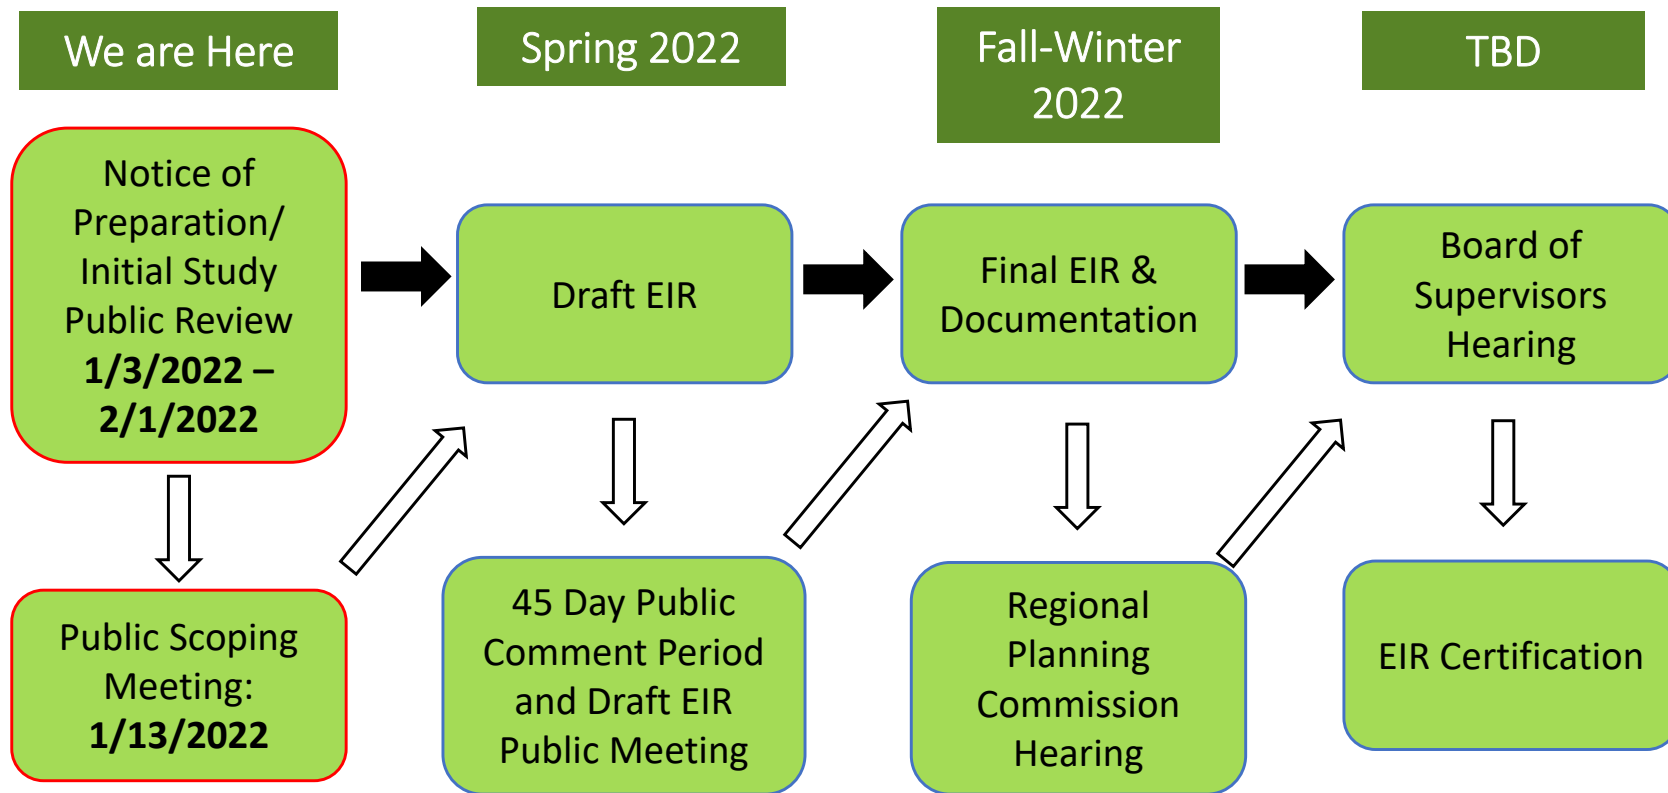 We are Here
Spring 2022
Fall-Winter
2022
TBD
Notice of
Preparation/
Initial Study
Public Review
1/3/2022 –
2/1/2022
Draft EIR
Final EIR &
Documentation
Board of
Supervisors
Hearing
Public Scoping
Meeting:
1/13/2022
45 Day Public
Comment Period
and Draft EIR
Public Meeting
Regional
Planning
Commission
Hearing
EIR Certification